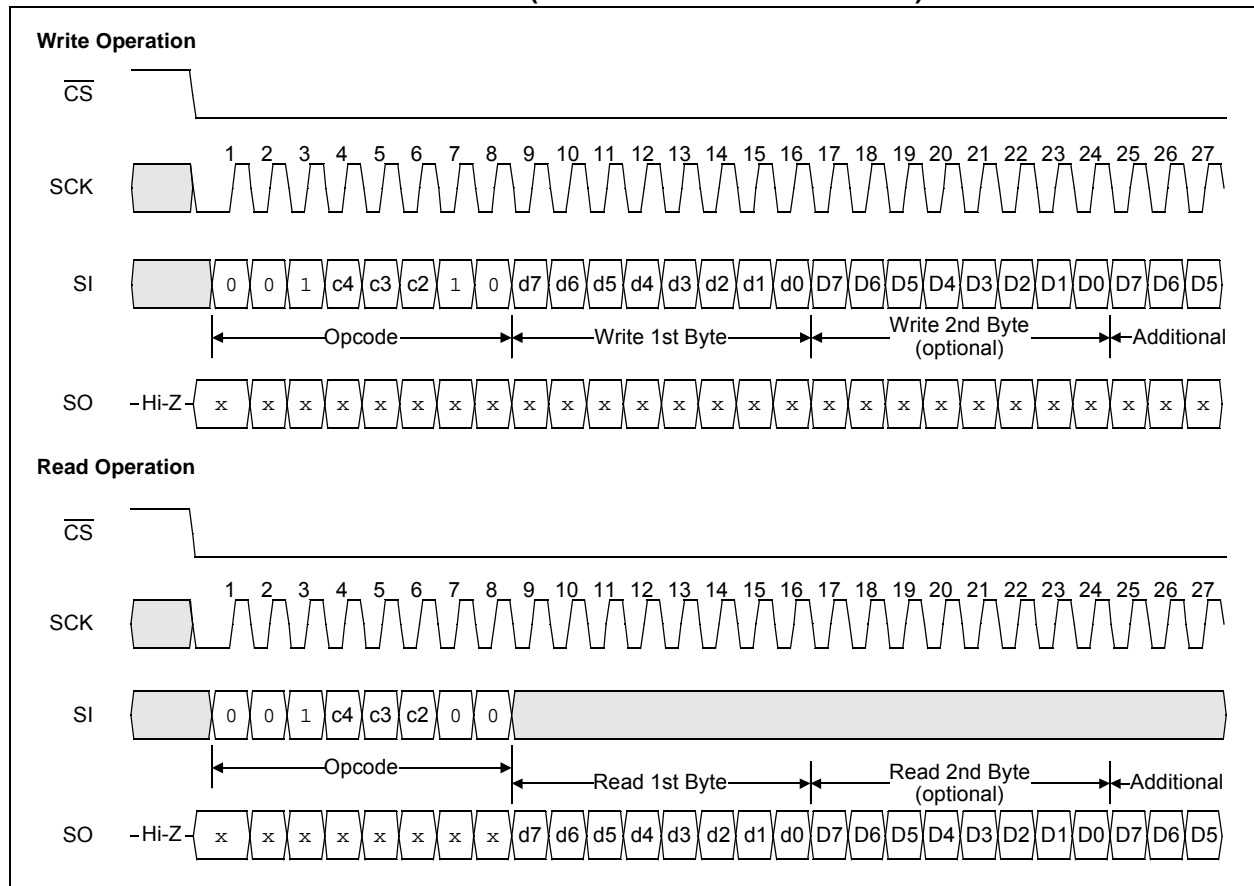 Write Operation
CS
1 2 3 4 5 6 7 8 9 10 11 12 13 14 15 16 17 18 19 20 21 22 23 24 25 26 27
SCK
SI 0 0 1 c4 c3 c2 1 0 d7 d6 d5 d4 d3 d2 d1 d0 D7 D6 D5 D4 D3 D2 D1 D0 D7 D6 D5
Opcode Write 1st Byte Write 2nd Byte Additional
(optional)
SO Hi-Z x x x x x x x x x x x x x x x x x x x x x x x x x x x
Read Operation
CS
1 2 3 4 5 6 7 8 9 10 11 12 13 14 15 16 17 18 19 20 21 22 23 24 25 26 27
SCK
SI 0 0 1 c4 c3 c2 0 0
Opcode Read 1st Byte Read 2nd Byte Additional
(optional)
SO Hi-Z x x x x x x x x d7 d6 d5 d4 d3 d2 d1 d0 D7 D6 D5 D4 D3 D2 D1 D0 D7 D6 D5